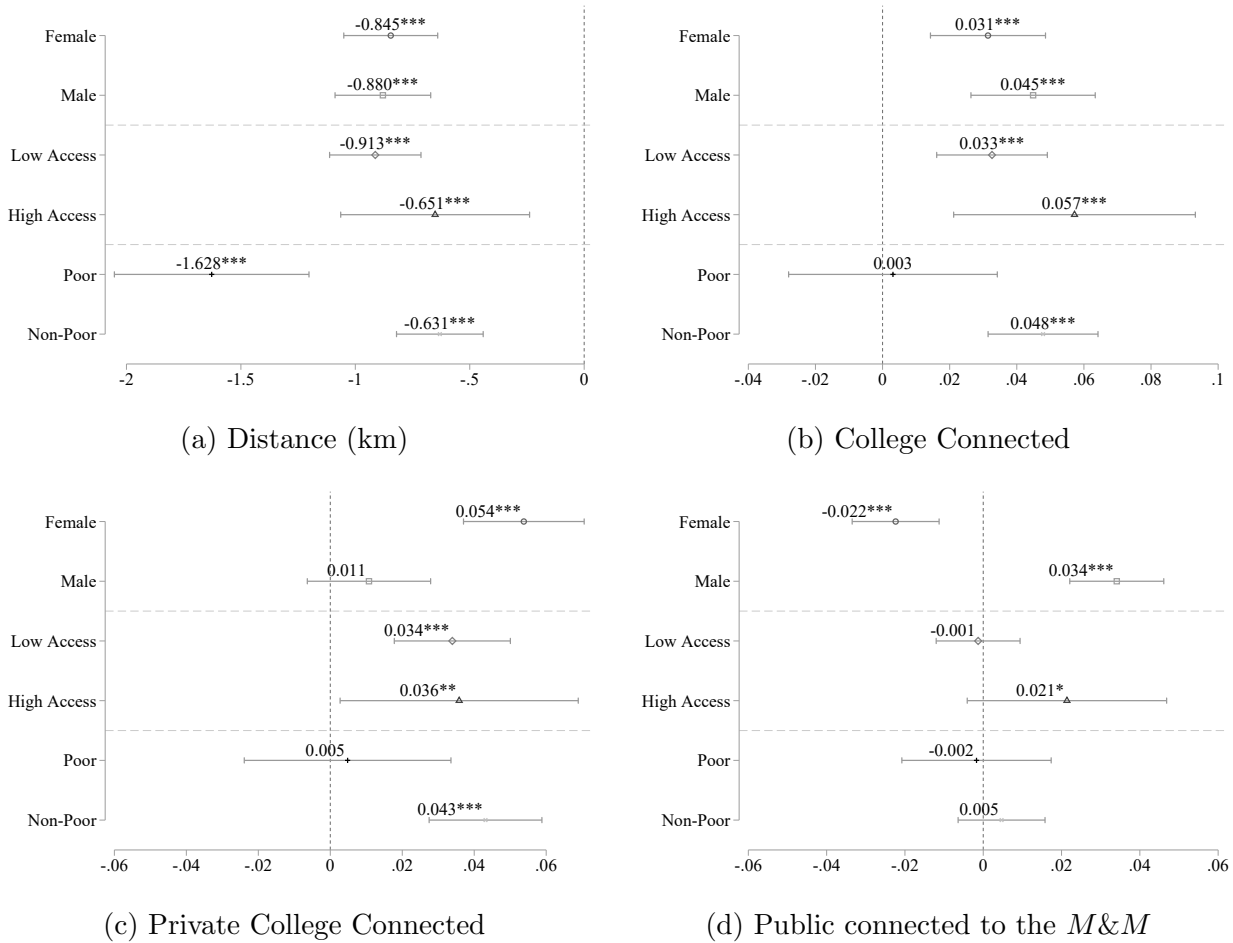 Female -0.845***
Male -0.880***
Low Access -0.913***
High Access -0.651***
Poor -1.628***
Non-Poor -0.631***
-2 -1.5 -1 -.5 0
(a) Distance (km)
Female 0.031***
Male 0.045***
Low Access 0.033***
High Access 0.057***
Poor 0.003
Non-Poor 0.048***
-.04 -.02 0 .02 .04 .06 .08 .1
(b) College Connected
Female 0.054***
Male 0.011
Low Access 0.034***
High Access 0.036**
Poor 0.005
Non-Poor 0.043***
-.06 -.04 -.02 0 .02 .04 .06
(c) Private College Connected
Female -0.022***
Male 0.034***
Low Access -0.001
High Access 0.021*
Poor -0.002
Non-Poor 0.005
-.06 -.04 -.02 0 .02 .04 .06
(d) Public connected to the M&M